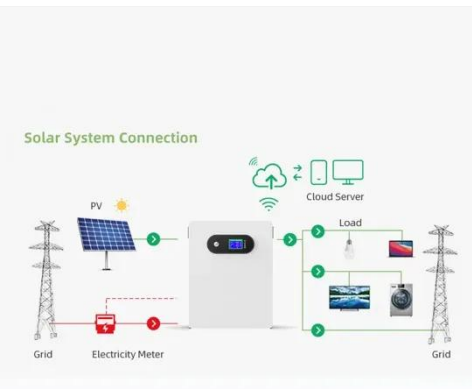 Solar System Connection
Cloud Server
PV
Load
Grid
Electricity Meter
Grid